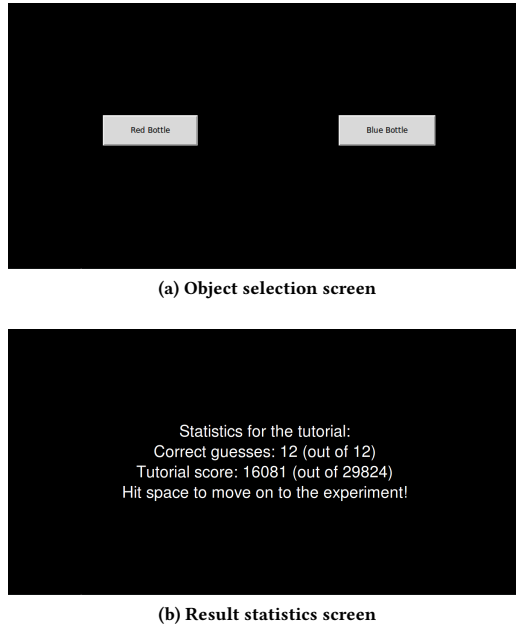 Red Bottle
Blue Bottle
(a) Object selection screen
Statistics for the tutorial:
Correct guesses: 12 (out of 12)
Tutorial score: 16081 (out of 29824)
Hit space to move on to the experiment!
(b) Result statistics screen